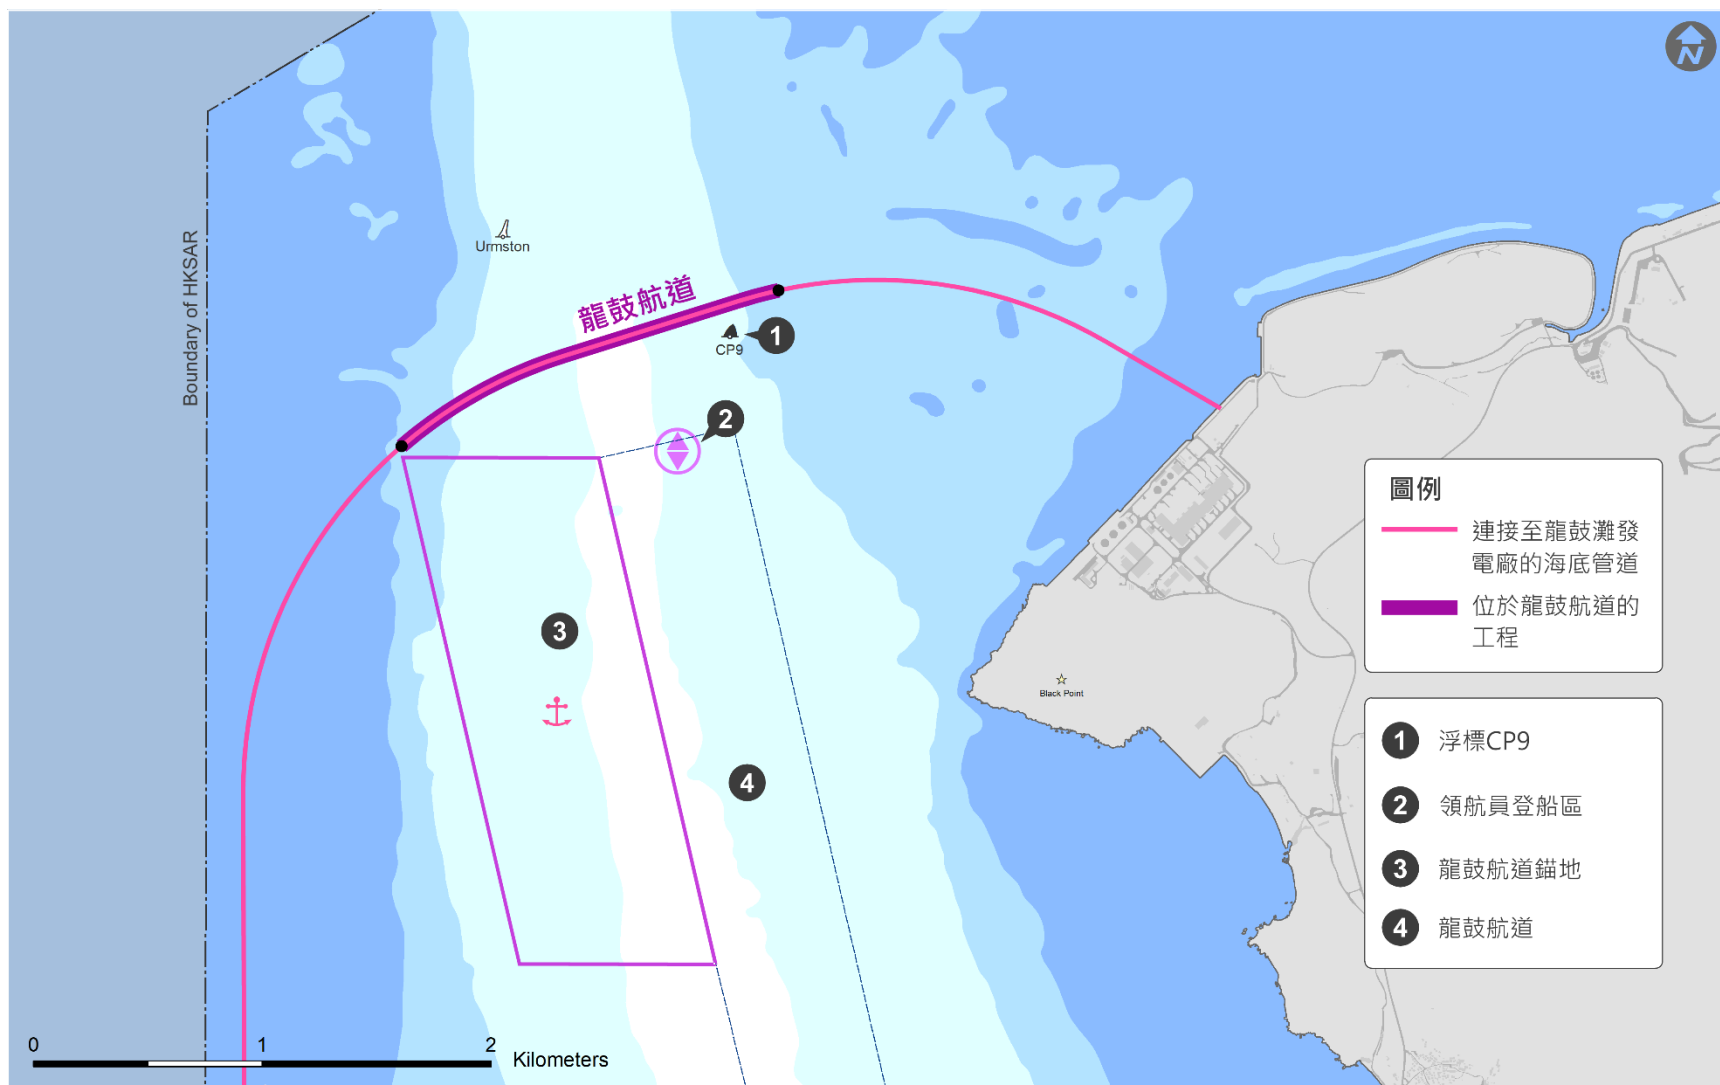 N
Boundary of HKSAR
Urmston
龍鼓航道
1
CP9
2
3
4
Black Point
圖例
連接至龍鼓灘發
電廠的海底管道
位於龍鼓航道的
工程
1 浮標CP9
2 領航員登船區
3 龍鼓航道錨地
4 龍鼓航道
0 1 2 Kilometers